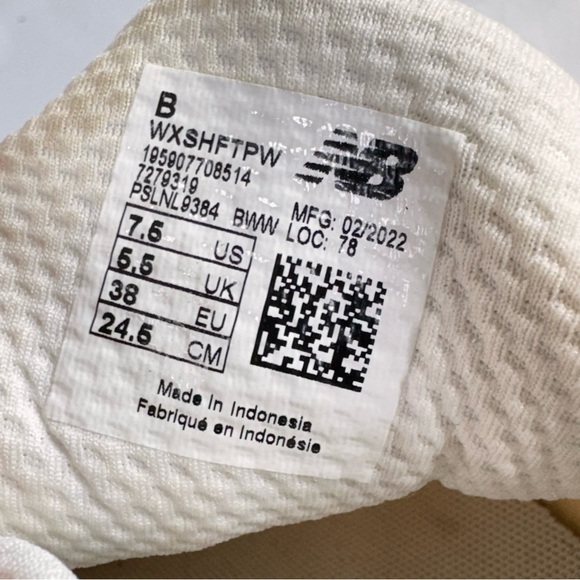 B
WXSHFTPW
195907708514
7279319
PSLNL9384 BWW
NB
MFG: 02/2022
LOC: 78
7.5 US
5.5 UK
38 EU
24.5 CM
Made in Indonesia
Fabriqué en Indonésie